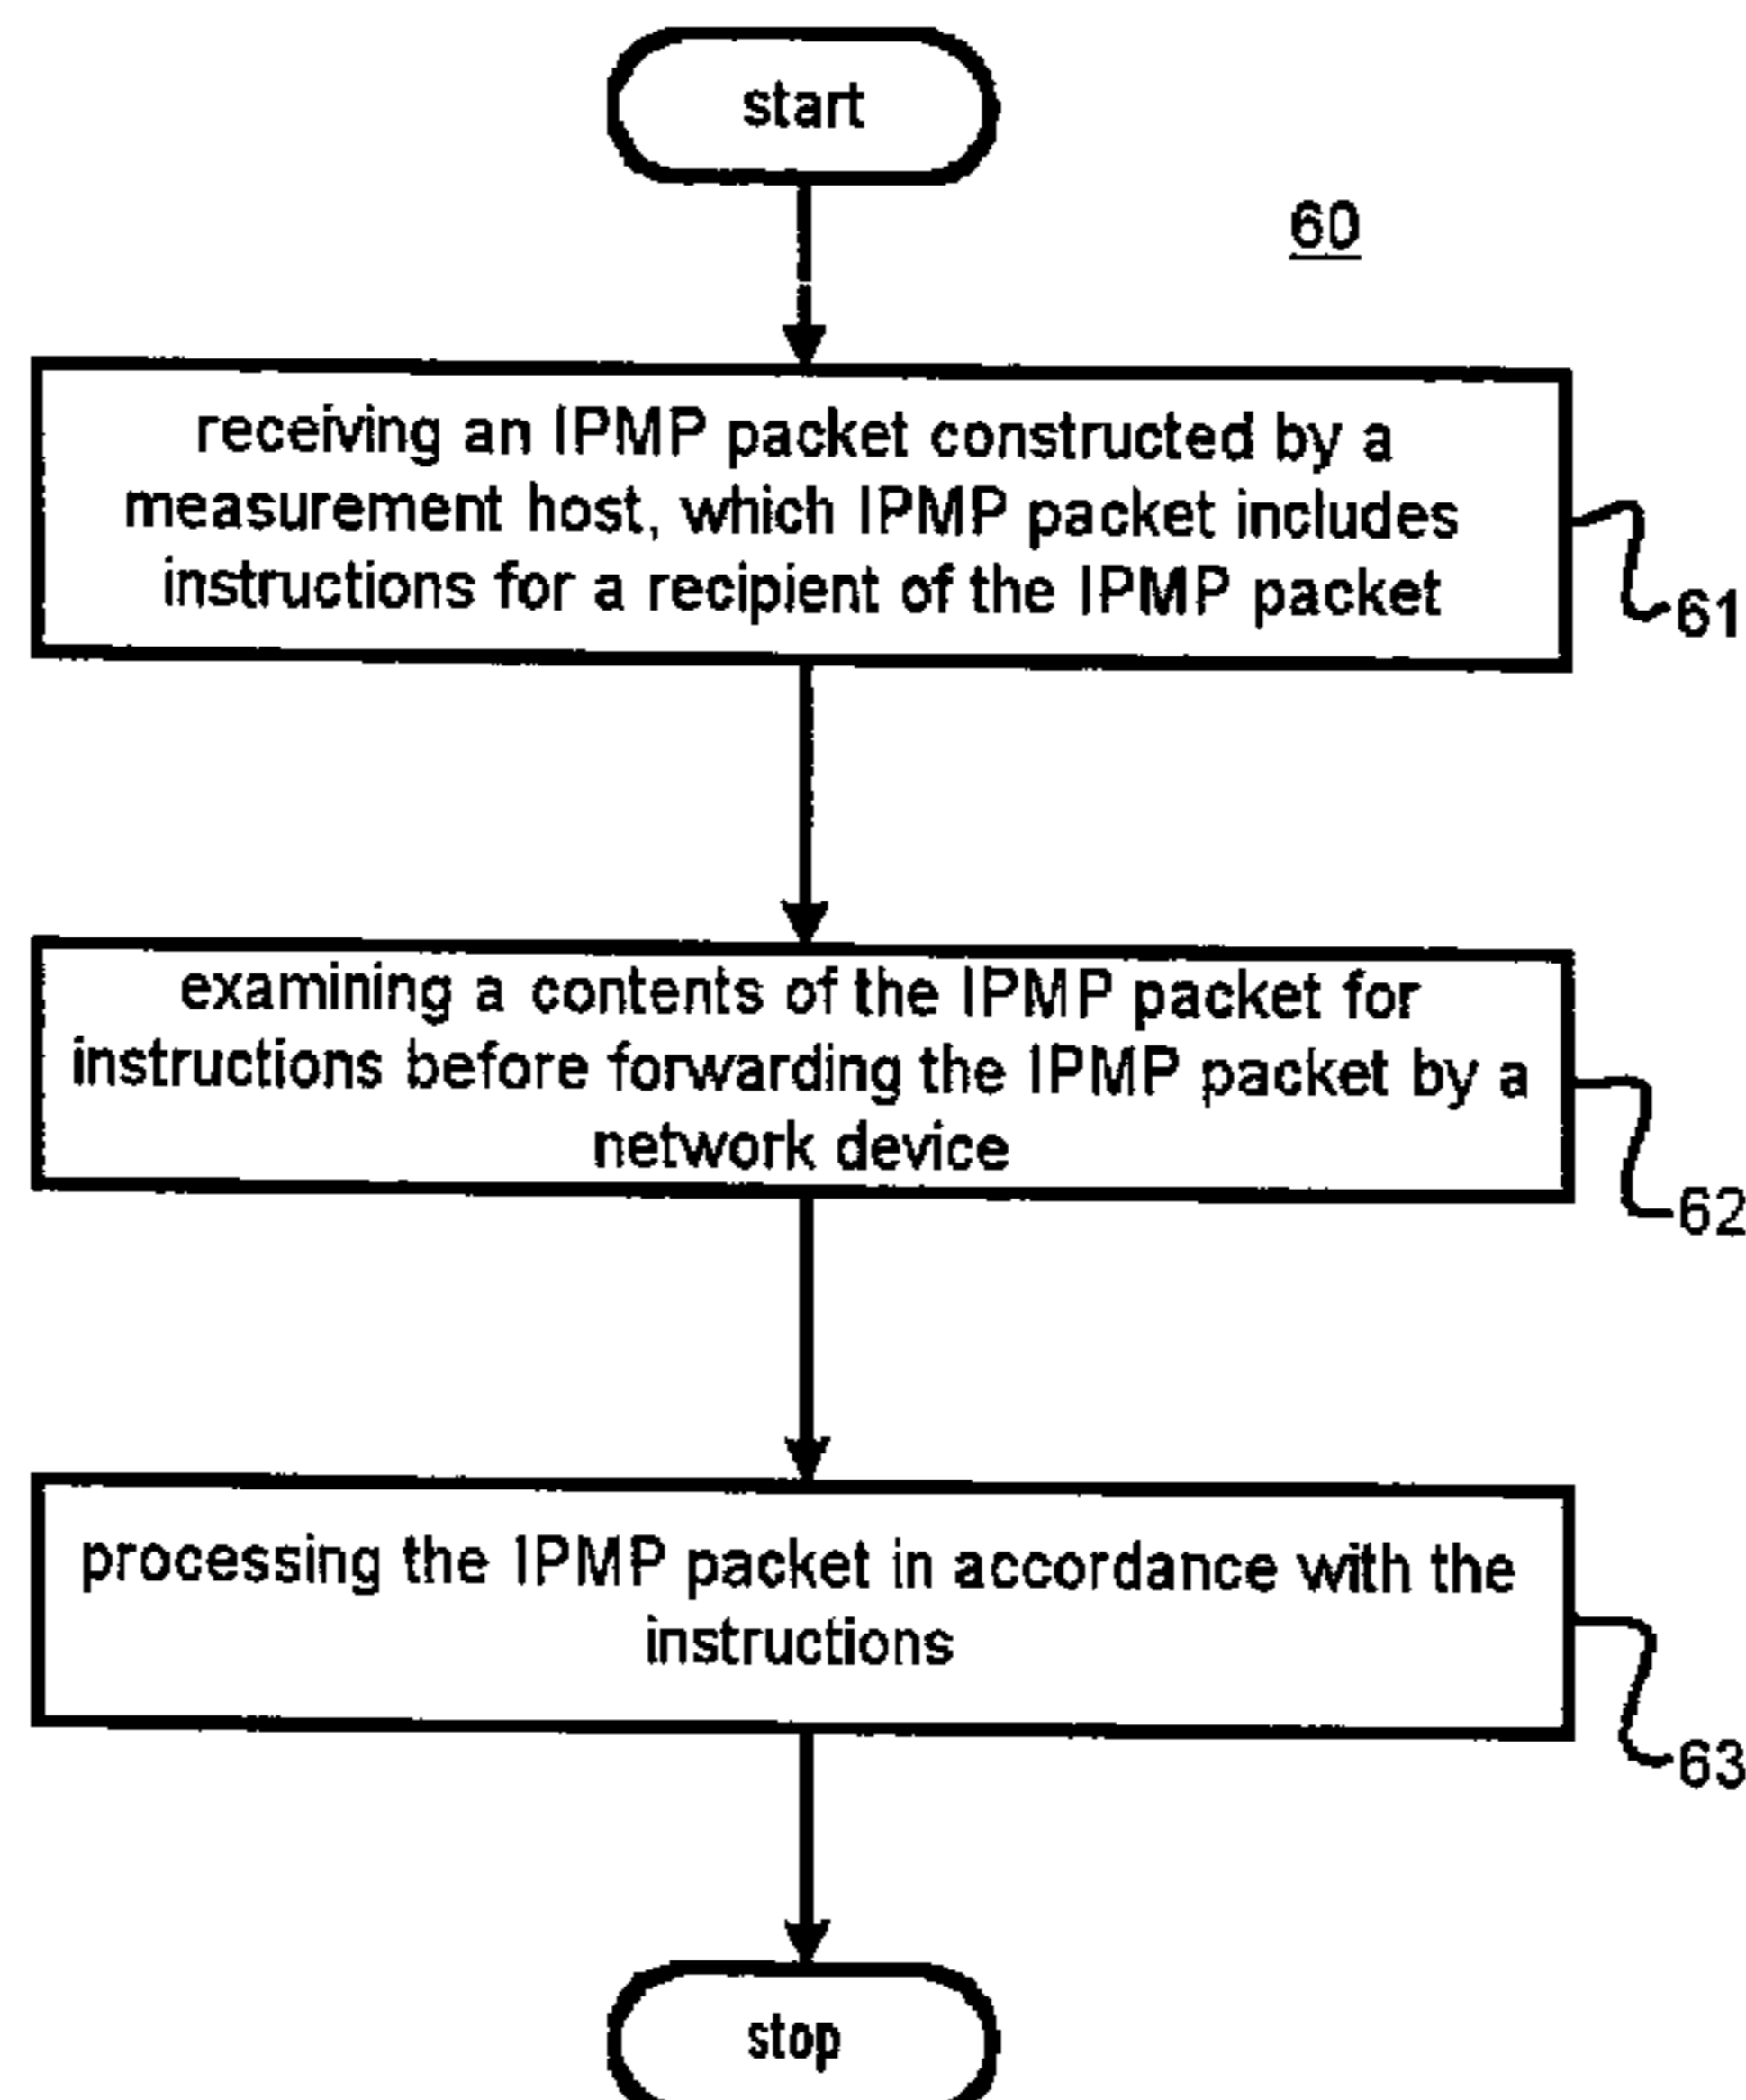 start
60
receiving an IPMP packet constructed by a
measurement host, which IPMP packet includes
instructions for a recipient of the IPMP packet
61
examining a contents of the IPMP packet for
instructions before forwarding the IPMP packet by a
network device
62
processing the IPMP packet in accordance with the
instructions
63
stop